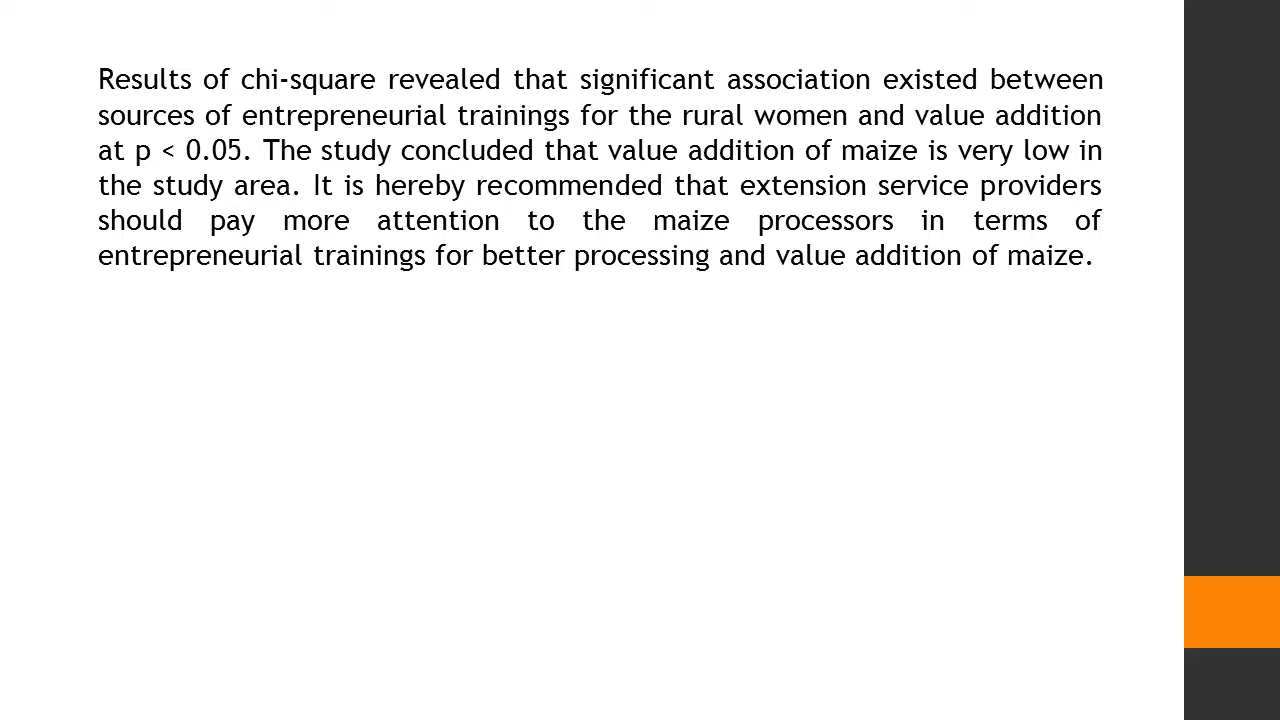 Results of chi-square revealed that significant association existed between
sources of entrepreneurial trainings for the rural women and value addition
at p < 0.05. The study concluded that value addition of maize is very low in
the study area. It is hereby recommended that extension service providers
should pay more attention to the maize processors in terms of
entrepreneurial trainings for better processing and value addition of maize.